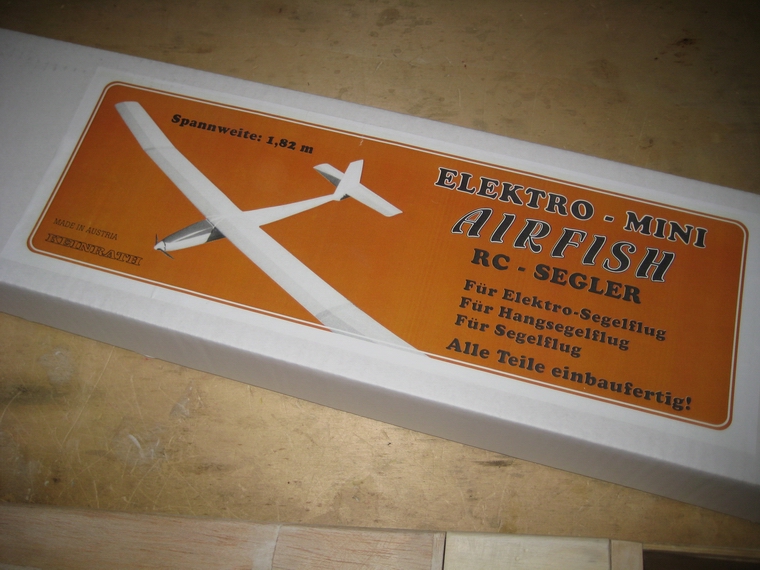 Spannweite: 1,82 m
MADE IN AUSTRIA
ELEKTRO - MINI
AIRFISH
RC - SEGLER
Für Elektro-Segelflug
Für Hangsegelflug
Für Segelflug
Alle Teile einbaufertig!